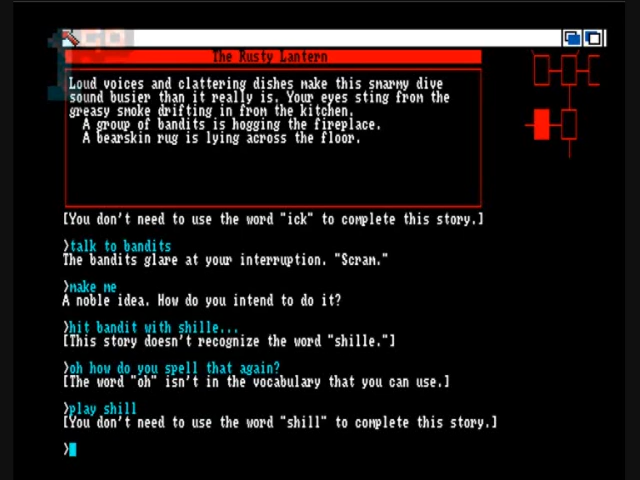 The Rusty Lantern
Loud voices and clattering dishes make this smarmy dive
sound busier than it really is. Your eyes sting from the
greasy smoke drifting in from the kitchen.
A group of bandits is hogging the fireplace.
A bearskin rug is lying across the floor.
[You don't need to use the word "ick" to complete this story.]
>talk to bandits
The bandits glare at your interruption. "Scram."
>make me
A noble idea. How do you intend to do it?
>hit bandit with shille...
[This story doesn't recognize the word "shille."]
>oh how do you spell that again?
[The word "oh" isn't in the vocabulary that you can use.]
>play shill
[You don't need to use the word "shill" to complete this story.]
>